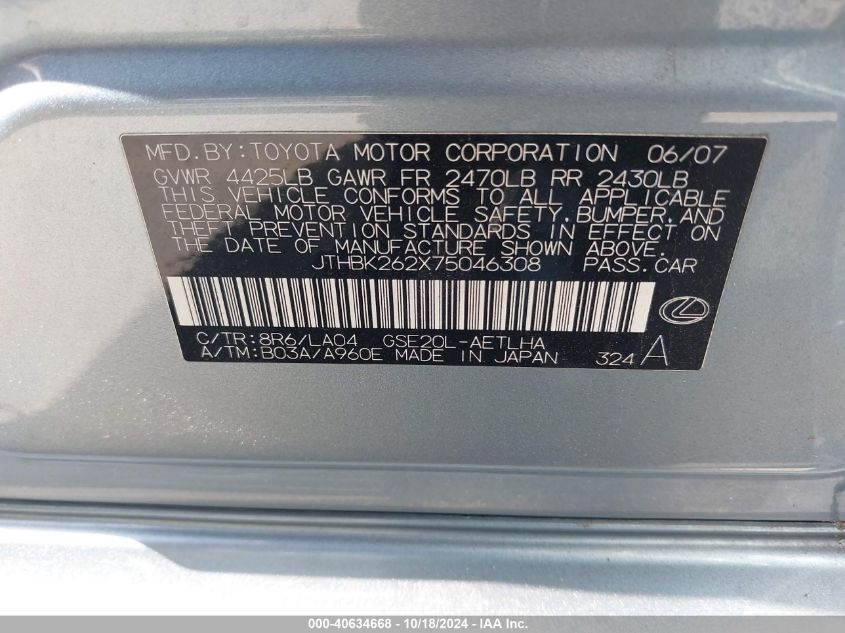 MFD. BY: TOYOTA MOTOR CORPORATION 06/07
GVWR 4425LB GAWR FR 2470LB RR 2430LB
THIS VEHICLE CONFORMS TO ALL APPLICABLE
FEDERAL MOTOR VEHICLE SAFETY, BUMPER, AND
THEFT PREVENTION STANDARDS IN EFFECT ON
THE DATE OF MANUFACTURE SHOWN ABOVE.
JTHBK262X75046308 PASS. CAR
C/TR: 8R6/LA04 GSE20L-AETLHA
A/TM: B03A/A960E MADE IN JAPAN 324 A
000-40634668 - 10/18/2024 - IAA Inc.